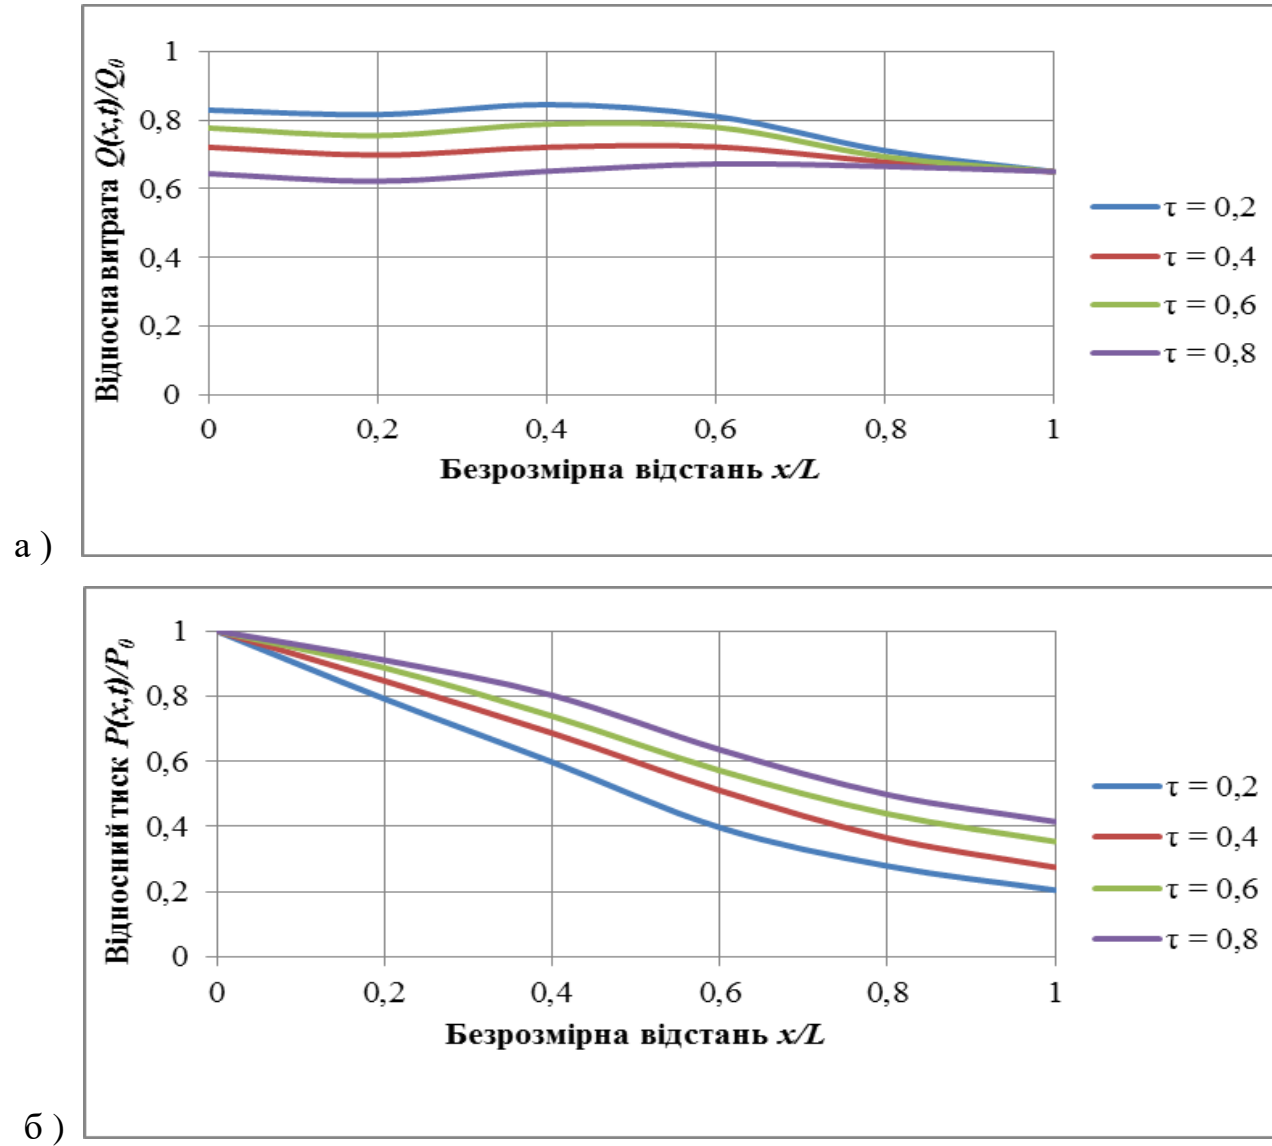 1
0,8
0,6
0,4
0,2
0
Відносна витрата Q(x,t)/Q0
0 0,2 0,4 0,6 0,8 1
Безрозмірна відстань x/L
τ = 0,2
τ = 0,4
τ = 0,6
τ = 0,8
а )
1
0,8
0,6
0,4
0,2
0
Відносний тиск P(x,t)/P0
0 0,2 0,4 0,6 0,8 1
Безрозмірна відстань x/L
τ = 0,2
τ = 0,4
τ = 0,6
τ = 0,8
б )